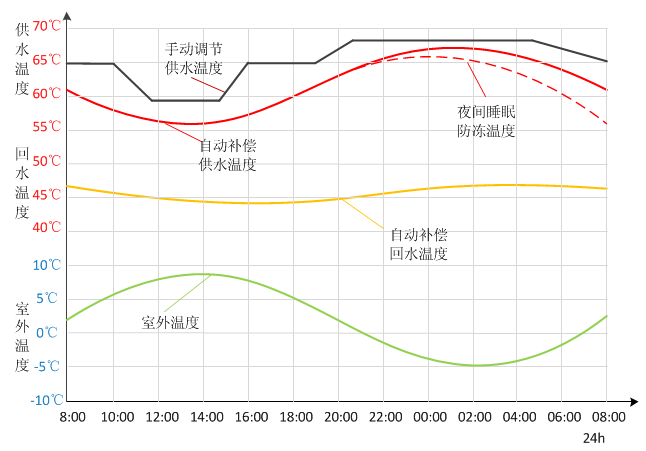 供水温度
70℃
65℃
60℃
55℃
回水温度
50℃
45℃
40℃
室外温度
10℃
5℃
0℃
-5℃
-10℃
手动调节
供水温度
夜间睡眠
防冻温度
自动补偿
供水温度
自动补偿
回水温度
室外温度
8:00 10:00 12:00 14:00 16:00 18:00 20:00 22:00 00:00 02:00 04:00 06:00 08:00
24h